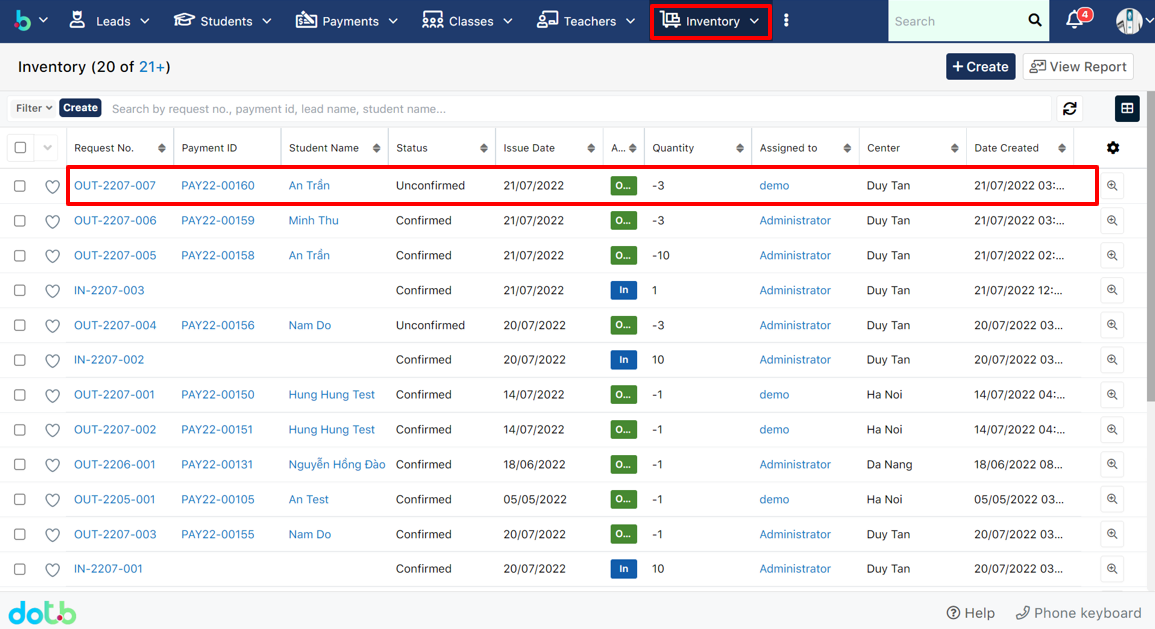 Leads Students Payments Classes Teachers Inventory Search 4
Inventory (20 of 21+) + Create View Report
Filter Create Search by request no., payment id, lead name, student name...
Request No. Payment ID Student Name Status Issue Date A... Quantity Assigned to Center Date Created
OUT-2207-007 PAY22-00160 An Trần Unconfirmed 21/07/2022 O... -3 demo Duy Tan 21/07/2022 03:...
OUT-2207-006 PAY22-00159 Minh Thu Confirmed 21/07/2022 O... -3 Administrator Duy Tan 21/07/2022 03:...
OUT-2207-005 PAY22-00158 An Trần Confirmed 21/07/2022 O... -10 Administrator Duy Tan 21/07/2022 02:...
IN-2207-003 Confirmed 21/07/2022 In 1 Administrator Duy Tan 21/07/2022 12:...
OUT-2207-004 PAY22-00156 Nam Do Unconfirmed 20/07/2022 O... -3 Administrator Duy Tan 20/07/2022 03...
IN-2207-002 Confirmed 20/07/2022 In 10 Administrator Duy Tan 20/07/2022 03...
OUT-2207-001 PAY22-00150 Hung Hung Test Confirmed 14/07/2022 O... -1 demo Ha Noi 14/07/2022 04:...
OUT-2207-002 PAY22-00151 Hung Hung Test Confirmed 14/07/2022 O... -1 demo Ha Noi 14/07/2022 04:...
OUT-2206-001 PAY22-00131 Nguyễn Hồng Đào Confirmed 18/06/2022 O... -1 Administrator Da Nang 18/06/2022 08...
OUT-2205-001 PAY22-00105 An Test Confirmed 05/05/2022 O... -1 demo Ha Noi 05/05/2022 03...
OUT-2207-003 PAY22-00155 Nam Do Confirmed 20/07/2022 O... -1 Administrator Duy Tan 20/07/2022 03...
IN-2207-001 Confirmed 20/07/2022 In 10 Administrator Duy Tan 20/07/2022 03...
dotb Help Phone keyboard